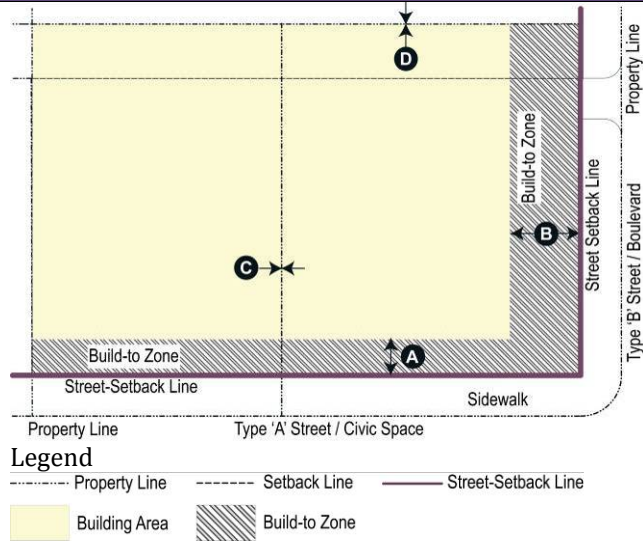 D
Property Line
Build-to Zone
B
Street Setback Line
Type ‘B’ Street / Boulevard
C
A
Build-to Zone
Street-Setback Line
Sidewalk
Property Line
Type ‘A’ Street / Civic Space
Legend
Property Line
Setback Line
Street-Setback Line
Building Area
Build-to Zone